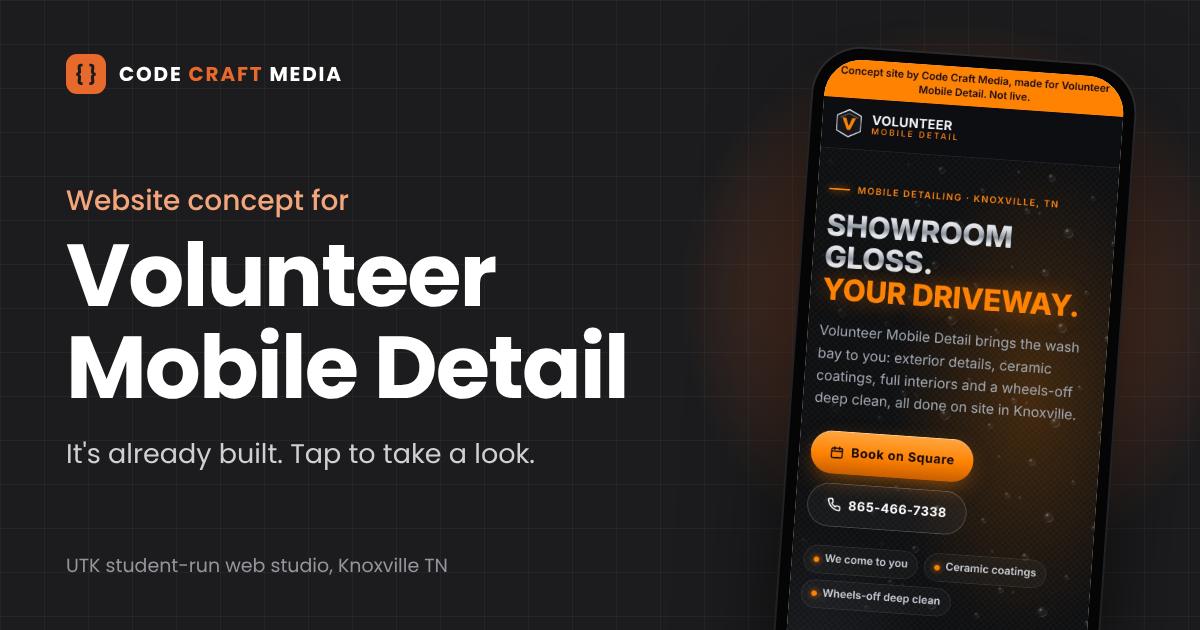 { }
CODE CRAFT MEDIA
Website concept for
Volunteer
Mobile Detail
It's already built. Tap to take a look.
UTK student-run web studio, Knoxville TN
Concept site by Code Craft Media, made for Volunteer
Mobile Detail. Not live.
V
VOLUNTEER
MOBILE DETAIL
MOBILE DETAILING · KNOXVILLE, TN
SHOWROOM
GLOSS.
YOUR DRIVEWAY.
Volunteer Mobile Detail brings the wash
bay to you: exterior details, ceramic
coatings, full interiors and a wheels-off
deep clean, all done on site in Knoxville.
Book on Square
865-466-7338
We come to you
Ceramic coatings
Wheels-off deep clean